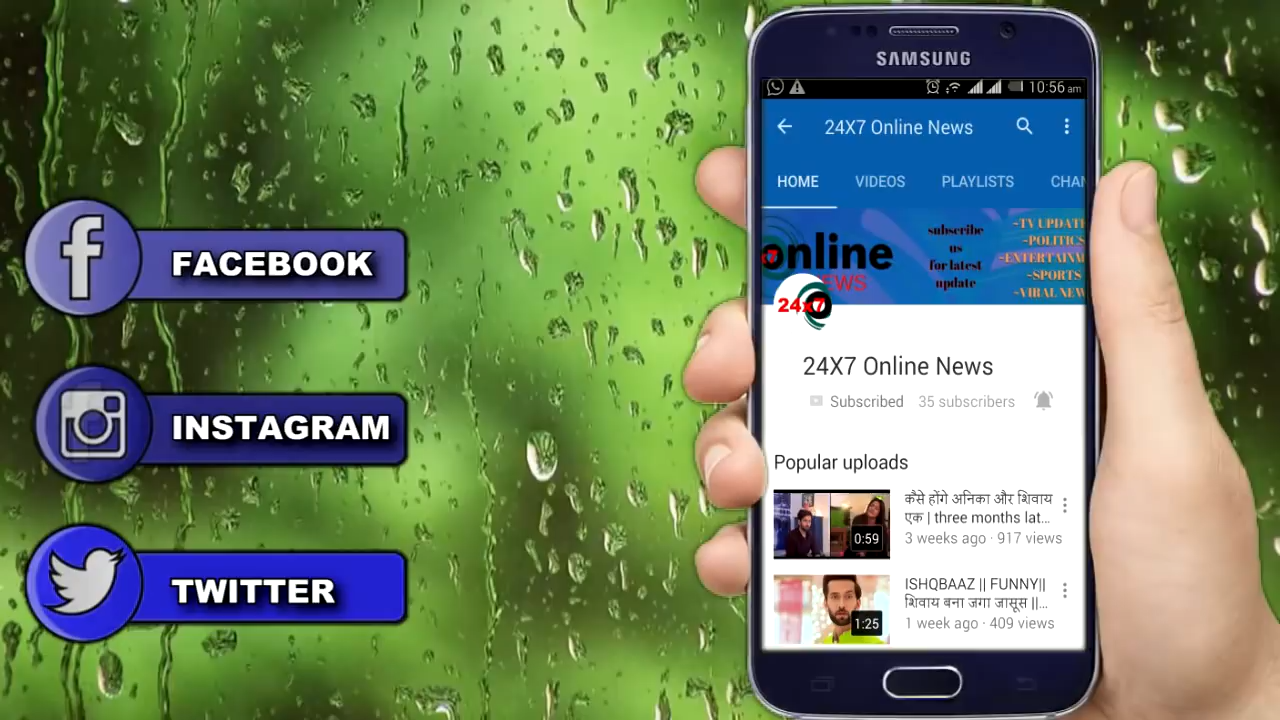 FACEBOOK
INSTAGRAM
TWITTER
SAMSUNG
10:56 am
24X7 Online News
HOME VIDEOS PLAYLISTS CHAN
online
NEWS
x7
subscribe
us
for latest
update
-TV UPDATE
-POLITICS
-ENTERTAINM
-SPORTS
-VIRAL NEW
24x7
24X7 Online News
Subscribed 35 subscribers
Popular uploads
कैसे होंगे अनिका और शिवाय
एक | three months lat...
3 weeks ago · 917 views
0:59
ISHQBAAZ || FUNNY||
शिवाय बना जगा जासूस ||...
1 week ago · 409 views
1:25